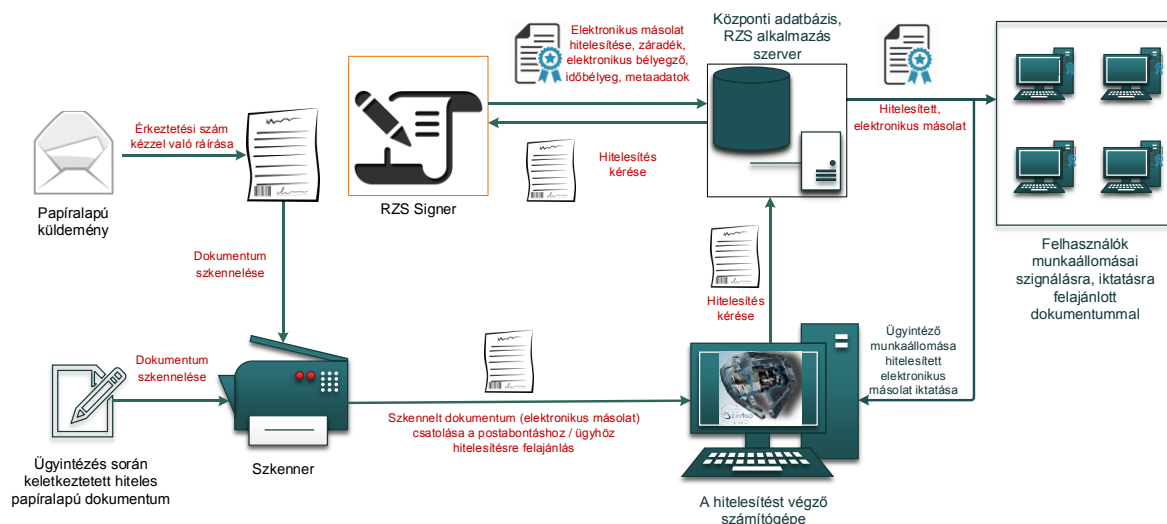 Elektronikus másolat
hitelesítése, záradék,
elektronikus bélyegző,
időbélyeg, metaadatok
Központi adatbázis,
RZS alkalmazás
szerver
Érkeztetési szám
kézzel való ráírása
Hitelesített,
elektronikus másolat
Hitelesítés
kérése
Papíralapú
küldemény
RZS Signer
Felhasználók
munkaállomásai
szignálásra, iktatásra
felajánlott
dokumentummal
Dokumentum
szkennelése
Hitelesítés
kérése
Dokumentum
szkennelése
Ügyintéző
munkaállomása
hitelesített
elektronikus
másolat iktatása
Szkennelt dokumentum (elektronikus másolat)
csatolása a postabontáshoz / ügyhöz
hitelesítésre felajánlás
Szkenner
Ügyintézés során
keletkeztetett hiteles
papíralapú dokumentum
A hitelesítést végző
számítógépe